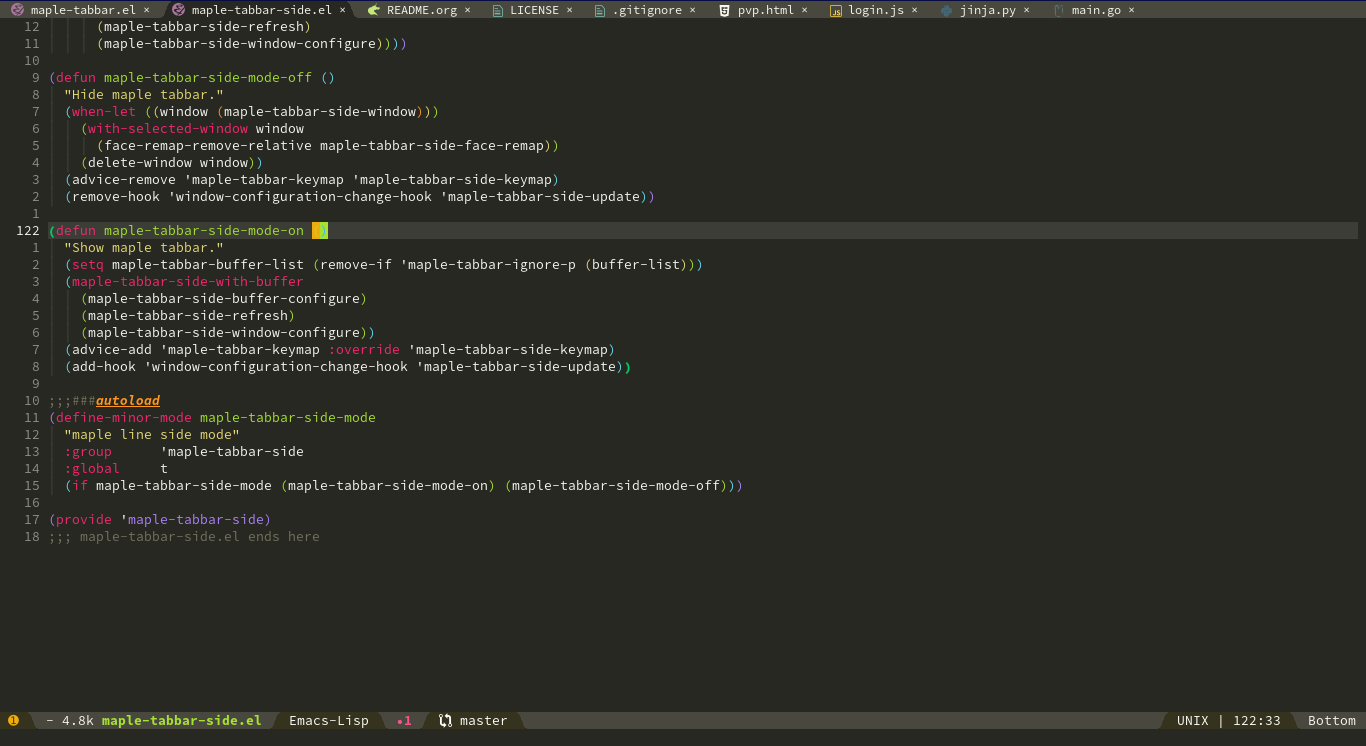 maple-tabbar.el × maple-tabbar-side.el × README.org × LICENSE × .gitignore × pvp.html × login.js × jinja.py × main.go ×
12       (maple-tabbar-side-refresh)
11       (maple-tabbar-side-window-configure))))
10
9 (defun maple-tabbar-side-mode-off ()
8   "Hide maple tabbar."
7   (when-let ((window (maple-tabbar-side-window)))
6     (with-selected-window window
5       (face-remap-remove-relative maple-tabbar-side-face-remap))
4     (delete-window window))
3   (advice-remove 'maple-tabbar-keymap 'maple-tabbar-side-keymap)
2   (remove-hook 'window-configuration-change-hook 'maple-tabbar-side-update))
1
122 (defun maple-tabbar-side-mode-on ()
1   "Show maple tabbar."
2   (setq maple-tabbar-buffer-list (remove-if 'maple-tabbar-ignore-p (buffer-list)))
3   (maple-tabbar-side-with-buffer
4     (maple-tabbar-side-buffer-configure)
5     (maple-tabbar-side-refresh)
6     (maple-tabbar-side-window-configure))
7   (advice-add 'maple-tabbar-keymap :override 'maple-tabbar-side-keymap)
8   (add-hook 'window-configuration-change-hook 'maple-tabbar-side-update))
9
10 ;;;###autoload
11 (define-minor-mode maple-tabbar-side-mode
12   "maple line side mode"
13   :group      'maple-tabbar-side
14   :global     t
15   (if maple-tabbar-side-mode (maple-tabbar-side-mode-on) (maple-tabbar-side-mode-off)))
16
17 (provide 'maple-tabbar-side)
18 ;;; maple-tabbar-side.el ends here
1 - 4.8k maple-tabbar-side.el Emacs-Lisp •1 master UNIX | 122:33 Bottom